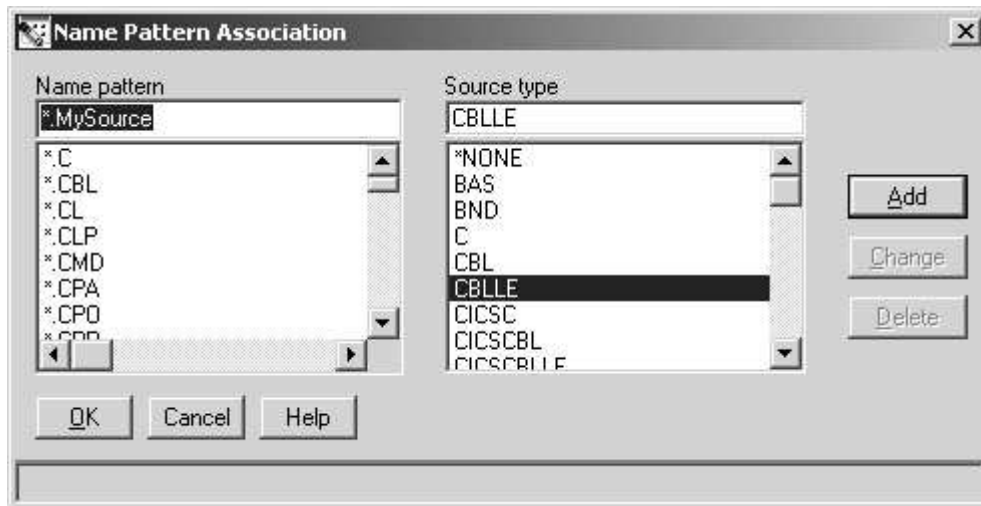 Name Pattern Association
Name pattern
Source type
*.MySource
CBLLE
*.C
*.CBL
*.CL
*.CLP
*.CMD
*.CPA
*.CPO
*NONE
BAS
BND
C
CBL
CBLLE
CICSC
CICSCBL
CICSCBLLE
Add
Change
Delete
OK
Cancel
Help